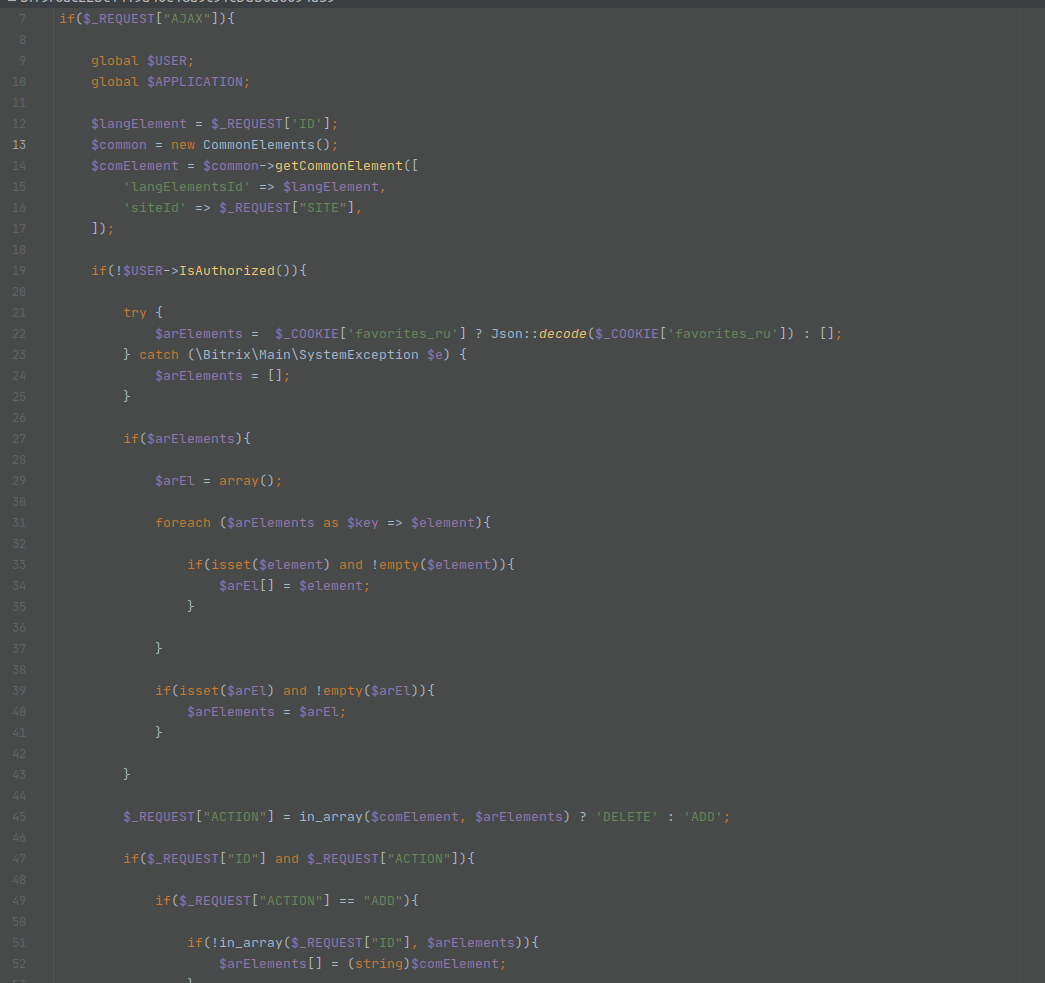 7 if($_REQUEST["AJAX"]){
8
9 global $USER;
10 global $APPLICATION;
11
12 $langElement = $_REQUEST['ID'];
13 $common = new CommonElements();
14 $comElement = $common->getCommonElement([
15 'langElementsId' => $langElement,
16 'siteId' => $_REQUEST["SITE"],
17 ]);
18
19 if(!$USER->IsAuthorized()){
20
21 try {
22 $arElements =  $_COOKIE['favorites_ru'] ? Json::decode($_COOKIE['favorites_ru']) : [];
23 } catch (\Bitrix\Main\SystemException $e) {
24 $arElements = [];
25 }
26
27 if($arElements){
28
29 $arEl = array();
30
31 foreach ($arElements as $key => $element){
32
33 if(isset($element) and !empty($element)){
34 $arEl[] = $element;
35 }
36
37 }
38
39 if(isset($arEl) and !empty($arEl)){
40 $arElements = $arEl;
41 }
42
43 }
44
45 $_REQUEST["ACTION"] = in_array($comElement, $arElements) ? 'DELETE' : 'ADD';
46
47 if($_REQUEST["ID"] and $_REQUEST["ACTION"]){
48
49 if($_REQUEST["ACTION"] == "ADD"){
50
51 if(!in_array($_REQUEST["ID"], $arElements)){
52 $arElements[] = (string)$comElement;